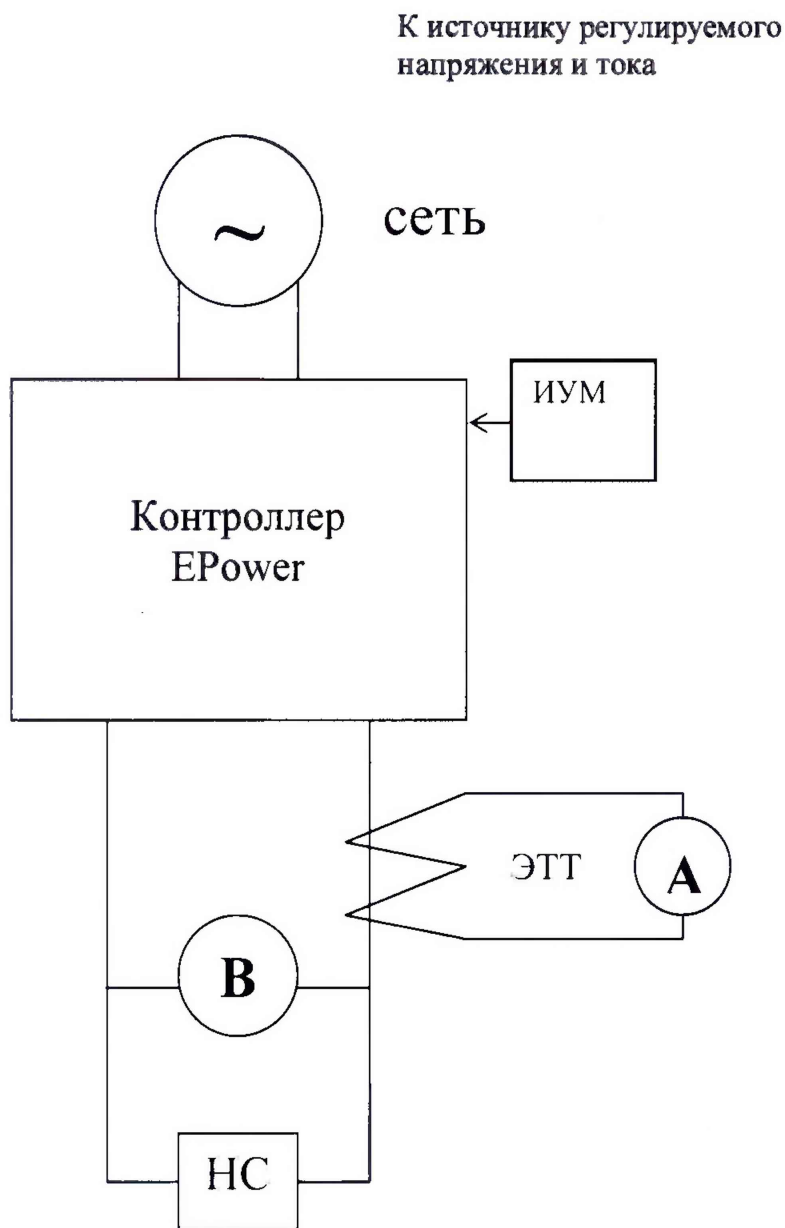 К источнику регулируемого
напряжения и тока
~
сеть
ИУМ
Контроллер
EPower
ЭТТ
А
В
НС